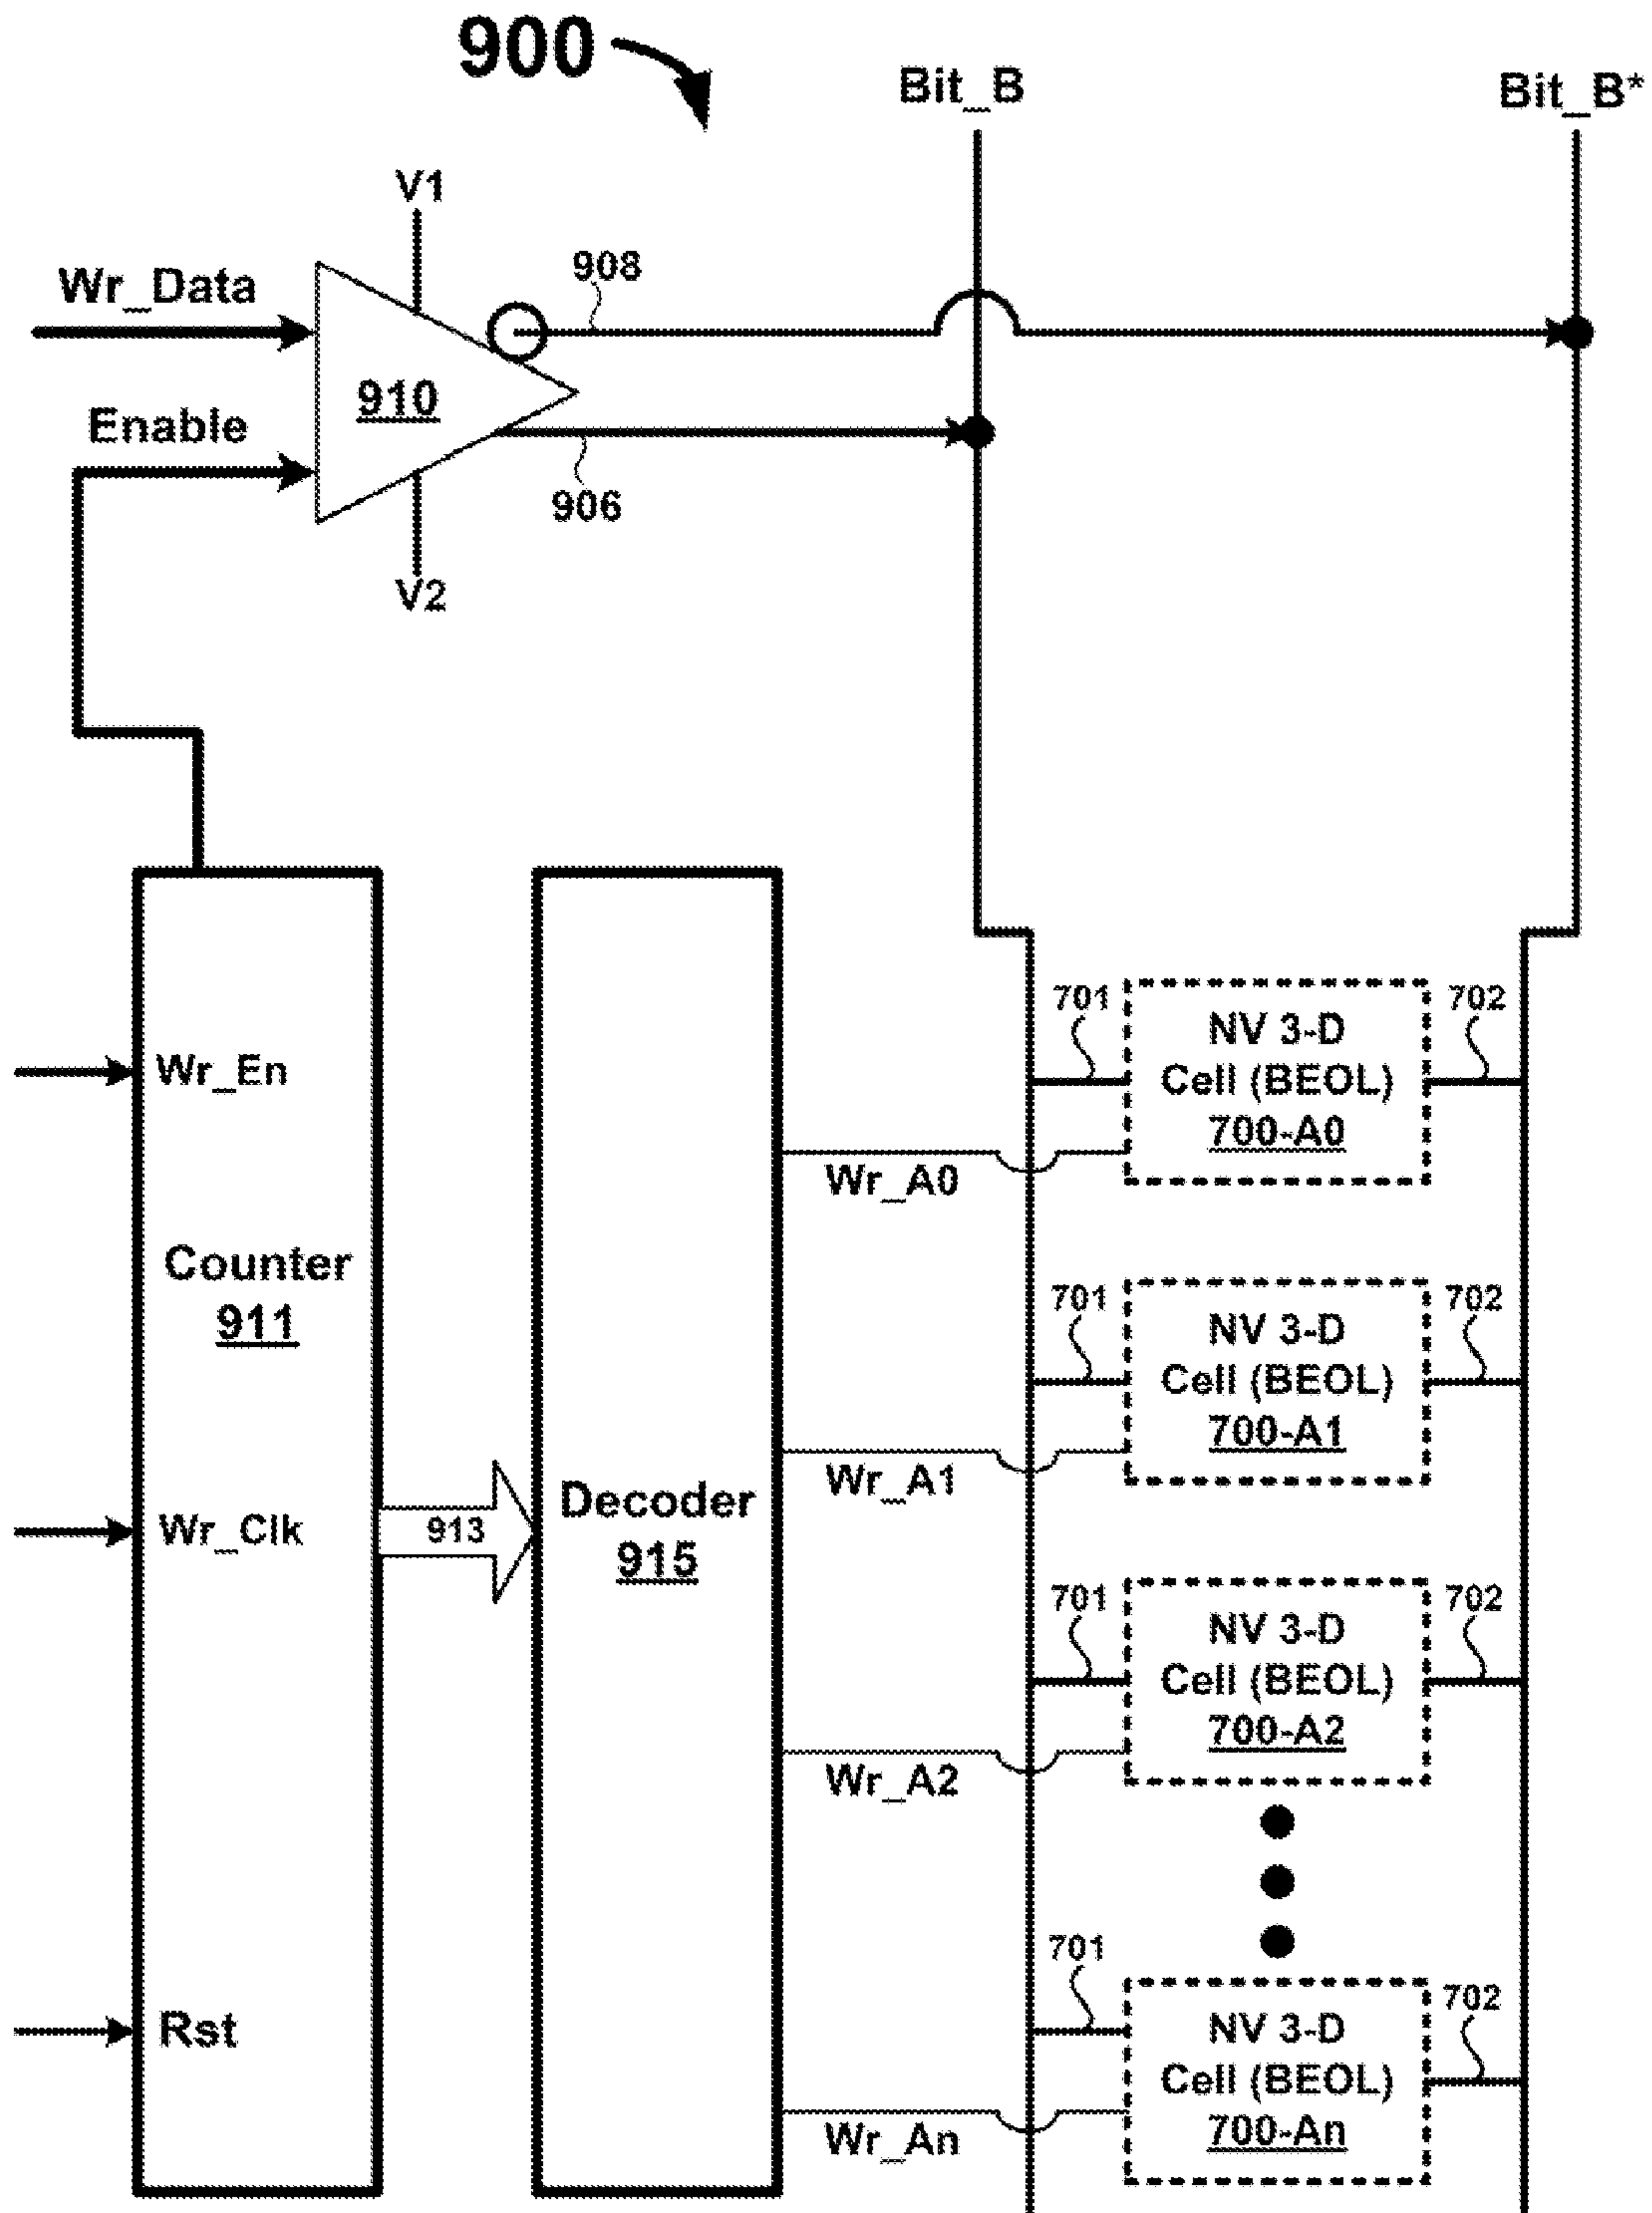 900
Bit_B
Bit_B*
V1
Wr_Data
908
910
Enable
906
V2
Wr_En
Counter
911
Wr_Clk
Rst
913
Decoder
915
701
NV 3-D
Cell (BEOL)
700-A0
702
Wr_A0
701
NV 3-D
Cell (BEOL)
700-A1
702
Wr_A1
701
NV 3-D
Cell (BEOL)
700-A2
702
Wr_A2
701
NV 3-D
Cell (BEOL)
700-An
702
Wr_An